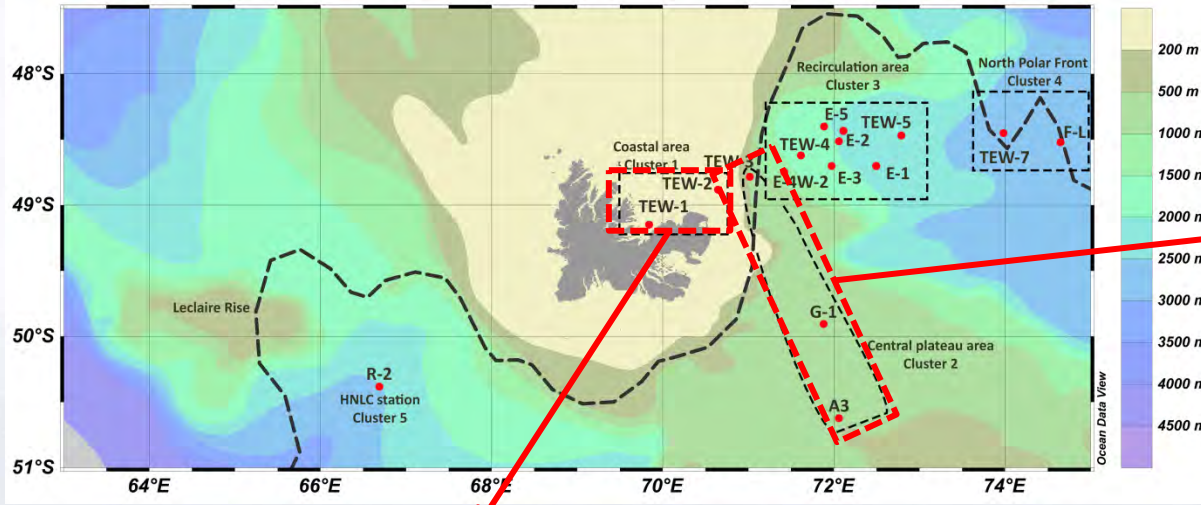 48°S
49°S
50°S
51°S
64°E
66°E
68°E
70°E
72°E
74°E
Recirculation area
Cluster 3
North Polar Front
Cluster 4
E-5
TEW-5
E-2
TEW-4
E-3
E-1
TEW-7
F-L
Coastal area
Cluster 1
TEW-3
TEW-2
E-4W-2
TEW-1
Leclaire Rise
G-1
Central plateau area
Cluster 2
R-2
HNLC station
Cluster 5
A3
Ocean Data View
200 m
500 m
1000 m
1500 m
2000 m
2500 m
3000 m
3500 m
4000 m
4500 m